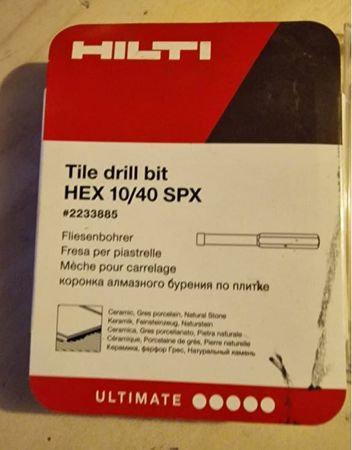 HILTI
Tile drill bit
HEX 10/40 SPX
#2233885
Fliesenbohrer
Fresa per piastrelle
Mèche pour carrelage
коронка алмазного бурения по плитке
Ceramic, Gres porcelain, Natural Stone
Keramik, Feinsteinzeug, Naturstein
Ceramica, Gres porcellanato, Pietra naturale
Céramique, Porcelaine de grès, Pierre naturelle
Керамика, фарфор Грес, Натуральный камень
ULTIMATE